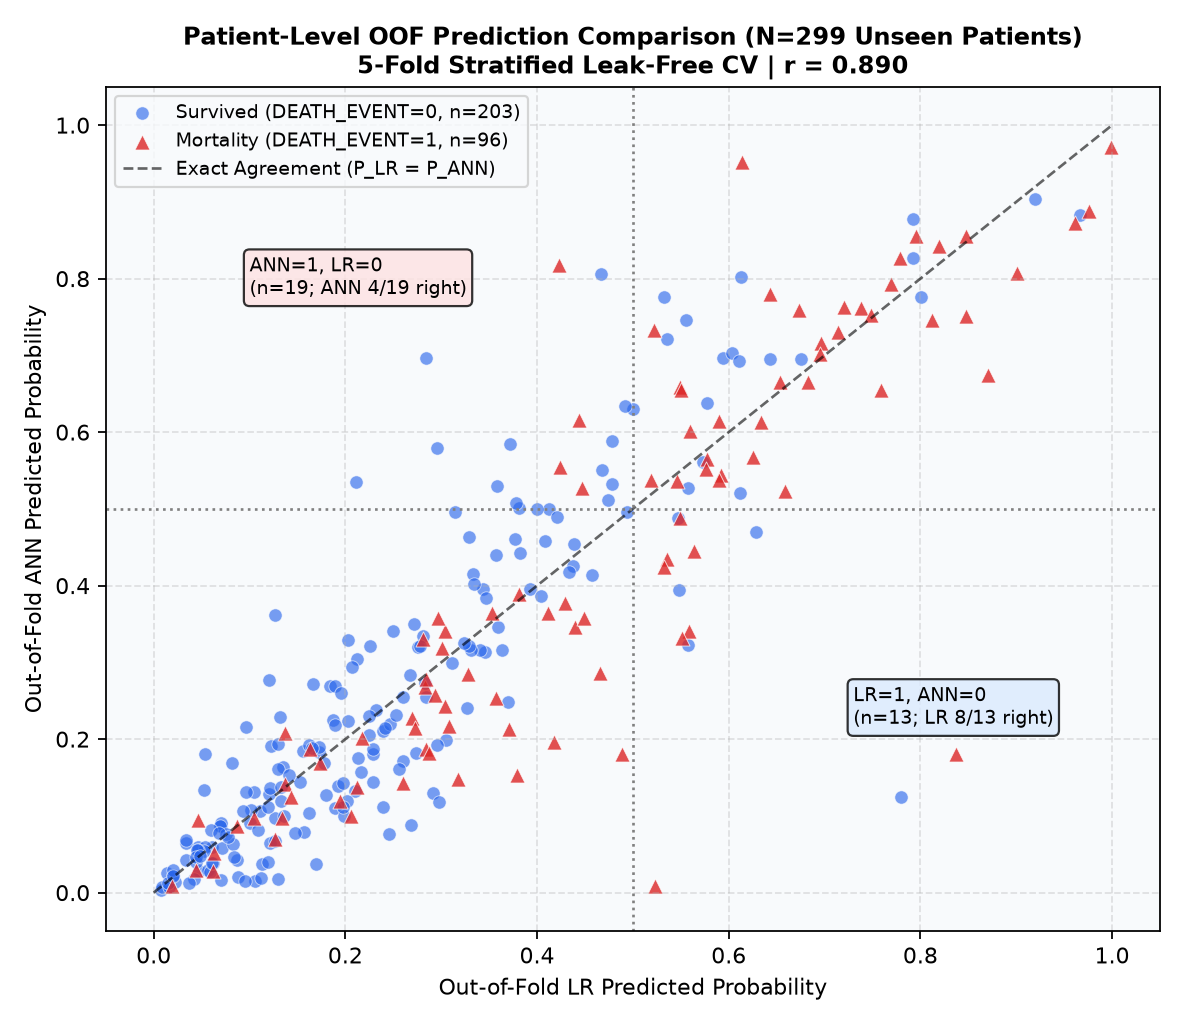 Patient-Level OOF Prediction Comparison (N=299 Unseen Patients)
5-Fold Stratified Leak-Free CV | r = 0.890
Survived (DEATH_EVENT=0, n=203)
Mortality (DEATH_EVENT=1, n=96)
Exact Agreement (P_LR = P_ANN)
ANN=1, LR=0
(n=19; ANN 4/19 right)
LR=1, ANN=0
(n=13; LR 8/13 right)
Out-of-Fold ANN Predicted Probability
1.0
0.8
0.6
0.4
0.2
0.0
0.0 0.2 0.4 0.6 0.8 1.0
Out-of-Fold LR Predicted Probability